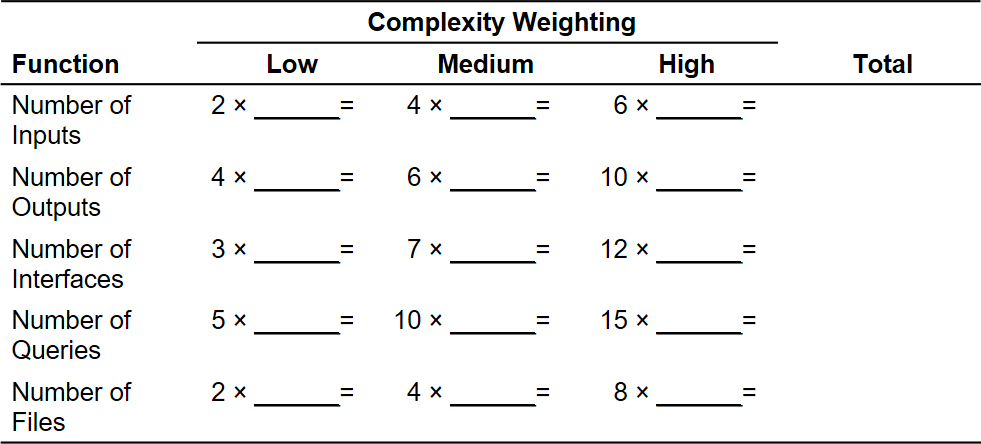 Complexity Weighting
Function Low Medium High Total
Number of Inputs 2 × ______= 4 × ______= 6 × ______=
Number of Outputs 4 × ______= 6 × ______= 10 × ______=
Number of Interfaces 3 × ______= 7 × ______= 12 × ______=
Number of Queries 5 × ______= 10 × ______= 15 × ______=
Number of Files 2 × ______= 4 × ______= 8 × ______=